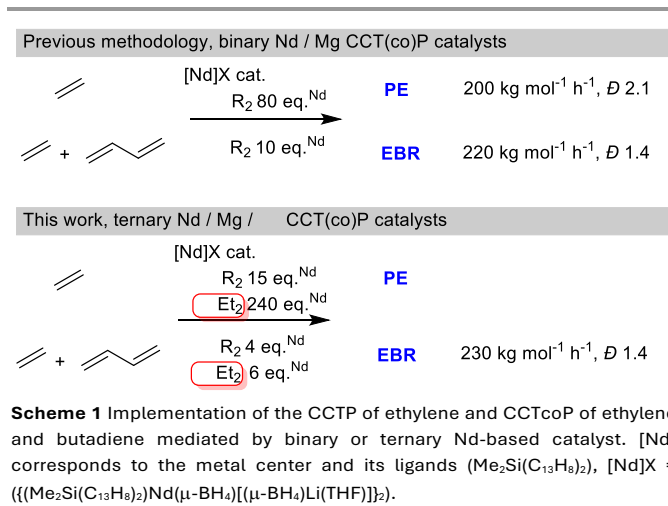 Previous methodology, binary Nd / Mg CCT(co)P catalysts
[Nd]X cat.
R₂ 80 eq.ᴺᵈ
PE 200 kg mol⁻¹ h⁻¹, Đ 2.1
+ R₂ 10 eq.ᴺᵈ EBR 220 kg mol⁻¹ h⁻¹, Đ 1.4
This work, ternary Nd / Mg / CCT(co)P catalysts
[Nd]X cat.
R₂ 15 eq.ᴺᵈ
PE
Et₂ 240 eq.ᴺᵈ
R₂ 4 eq.ᴺᵈ
+ EBR 230 kg mol⁻¹ h⁻¹, Đ 1.4
Et₂ 6 eq.ᴺᵈ
Scheme 1 Implementation of the CCTP of ethylene and CCTcoP of ethylene
and butadiene mediated by binary or ternary Nd-based catalyst. [Nd
corresponds to the metal center and its ligands (Me₂Si(C₁₃H₈)₂), [Nd]X =
({(Me₂Si(C₁₃H₈)₂)Nd(μ-BH₄)[(μ-BH₄)Li(THF)]}₂).